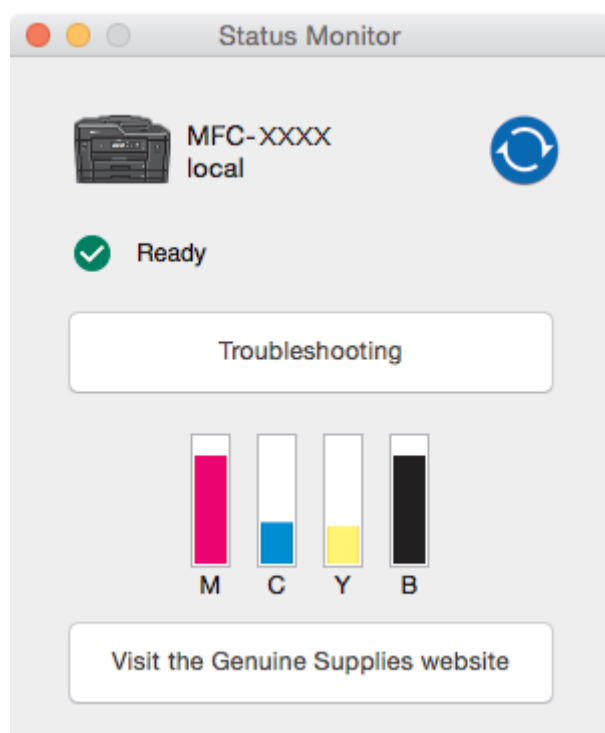 Status Monitor
MFC-XXXX
local
Ready
Troubleshooting
M C Y B
Visit the Genuine Supplies website